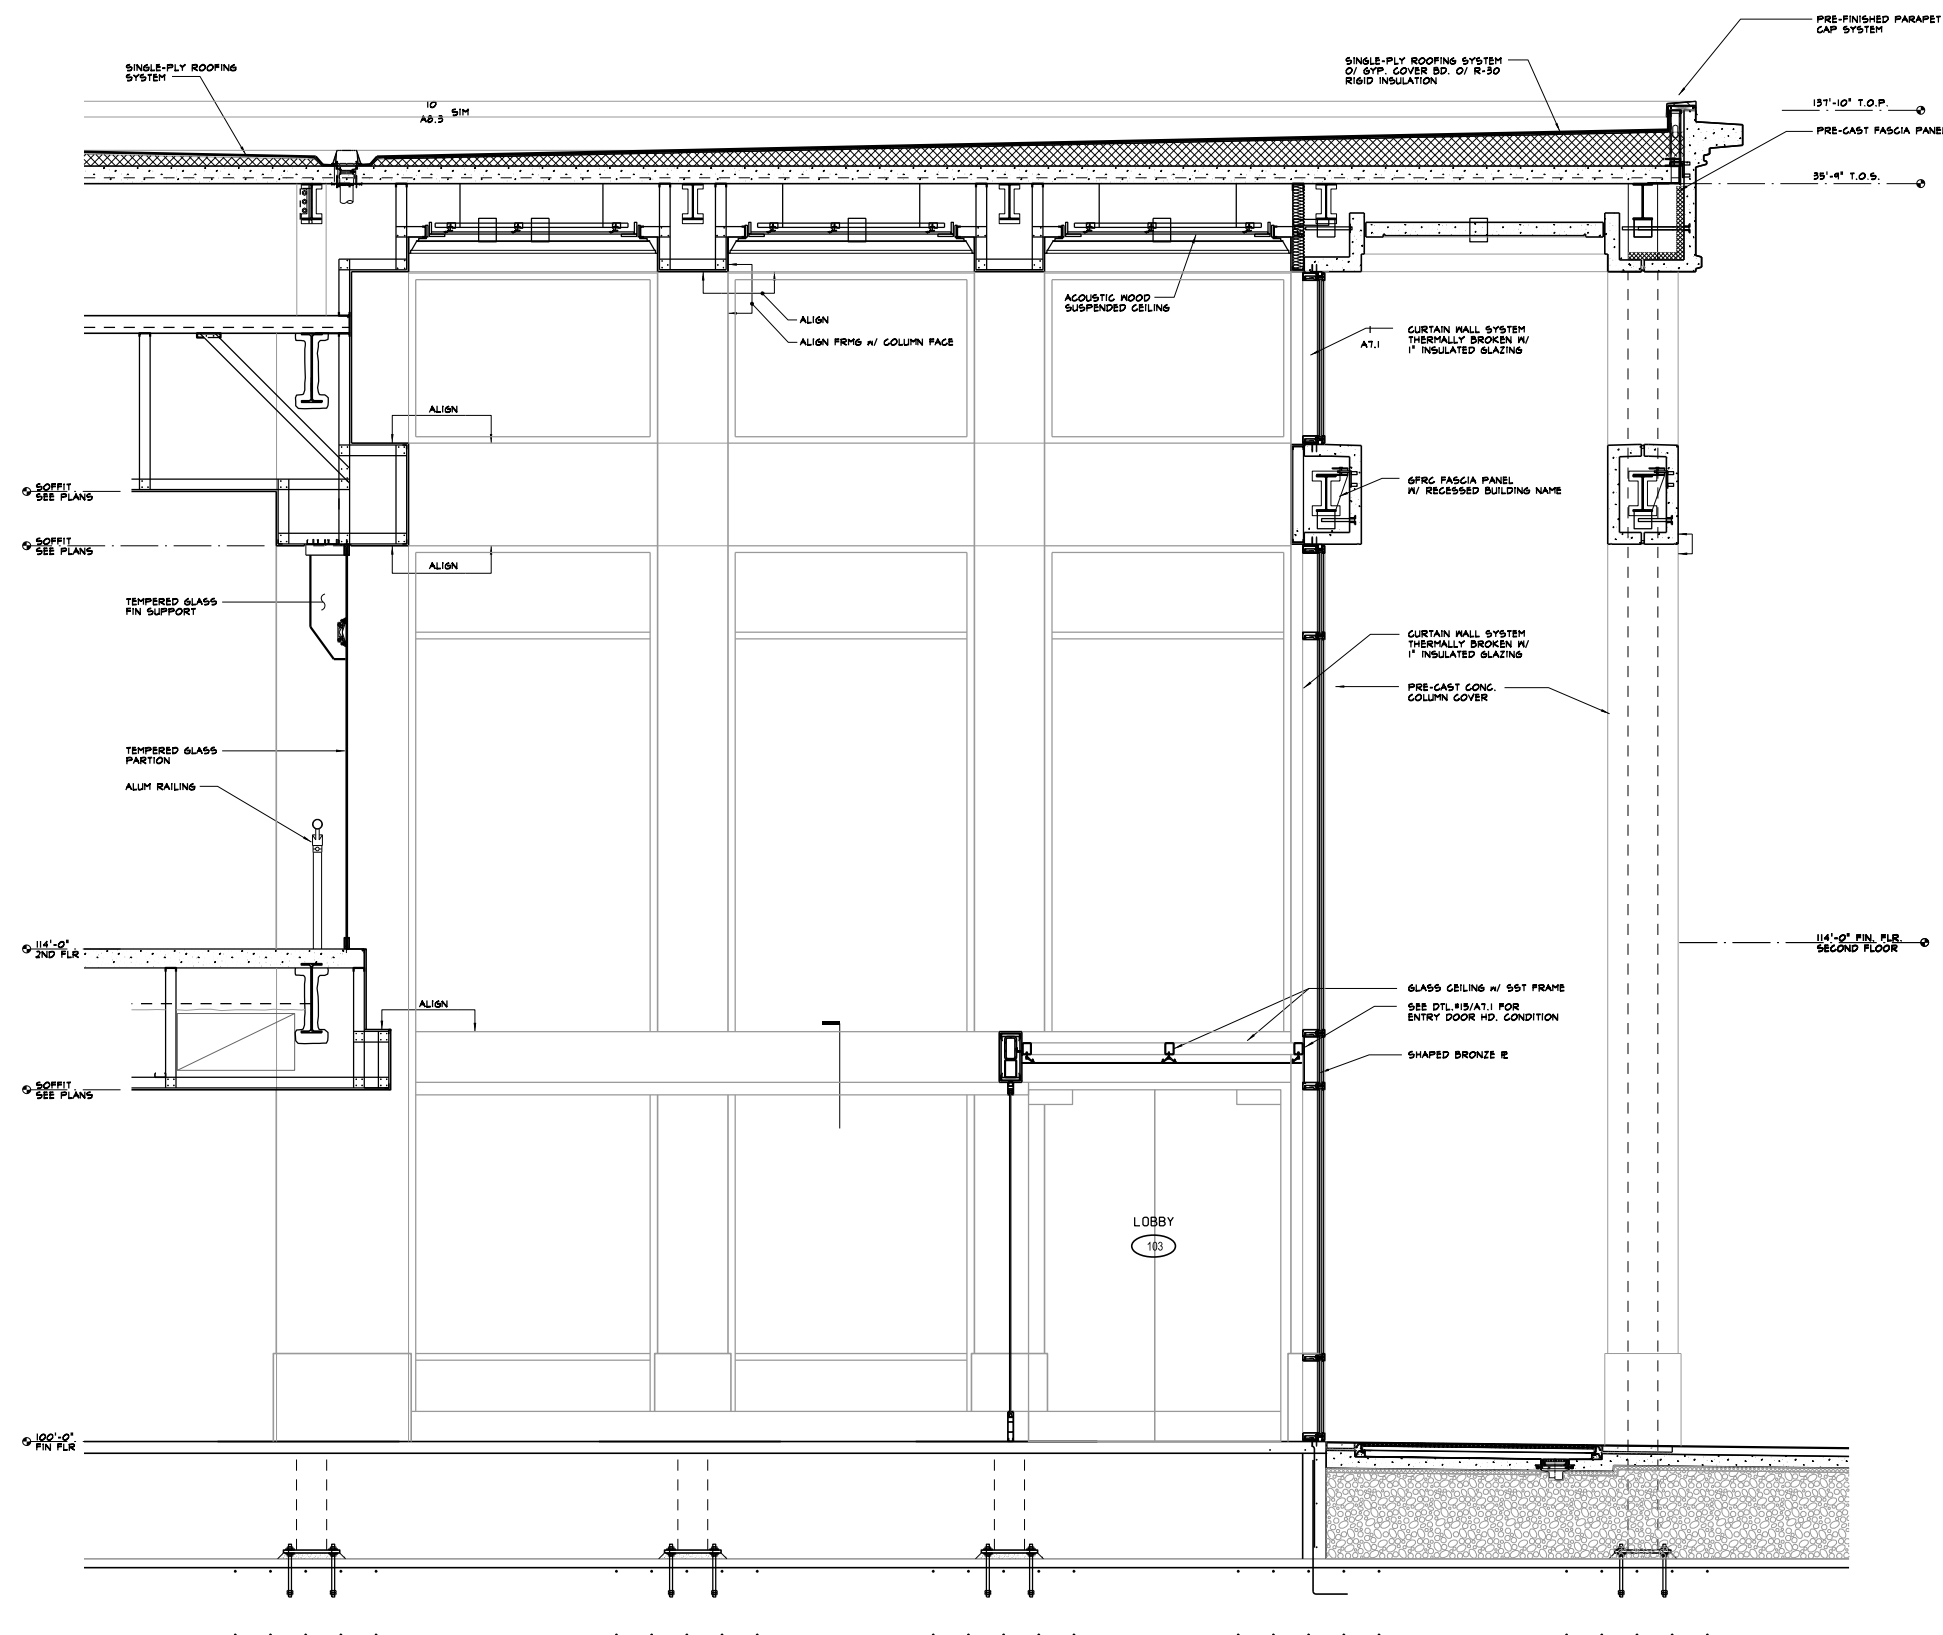 PRE-FINISHED PARAPET
CAP SYSTEM
SINGLE-PLY ROOFING
SYSTEM
SINGLE-PLY ROOFING SYSTEM
O/ GYP. COVER BD. O/ R-30
RIGID INSULATION
10
A8.3
SIM
137'-10" T.O.P.
PRE-CAST FASCIA PANE
35'-9" T.O.S.
ACOUSTIC WOOD
SUSPENDED CEILING
ALIGN
ALIGN FRMG W/ COLUMN FACE
1
A7.1
CURTAIN WALL SYSTEM
THERMALLY BROKEN W/
1" INSULATED GLAZING
ALIGN
SOFFIT
SEE PLANS
GFRC FASCIA PANEL
W/ RECESSED BUILDING NAME
SOFFIT
SEE PLANS
ALIGN
TEMPERED GLASS
FIN SUPPORT
CURTAIN WALL SYSTEM
THERMALLY BROKEN W/
1" INSULATED GLAZING
PRE-CAST CONC.
COLUMN COVER
TEMPERED GLASS
PARTION
ALUM RAILING
114'-0"
2ND FLR
114'-0" FIN. FLR.
SECOND FLOOR
GLASS CEILING W/ SST FRAME
ALIGN
SEE DTL.#15/A7.1 FOR
ENTRY DOOR HD. CONDITION
SHAPED BRONZE PL
SOFFIT
SEE PLANS
LOBBY
103
100'-0"
FIN FLR